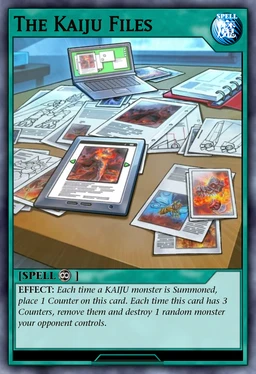 THE KAIJU FILES
SPELL
[SPELL ]
EFFECT: Each time a KAIJU monster is Summoned,
place 1 Counter on this card. Each time this card has 3
Counters, remove them and destroy 1 random monster
your opponent controls.